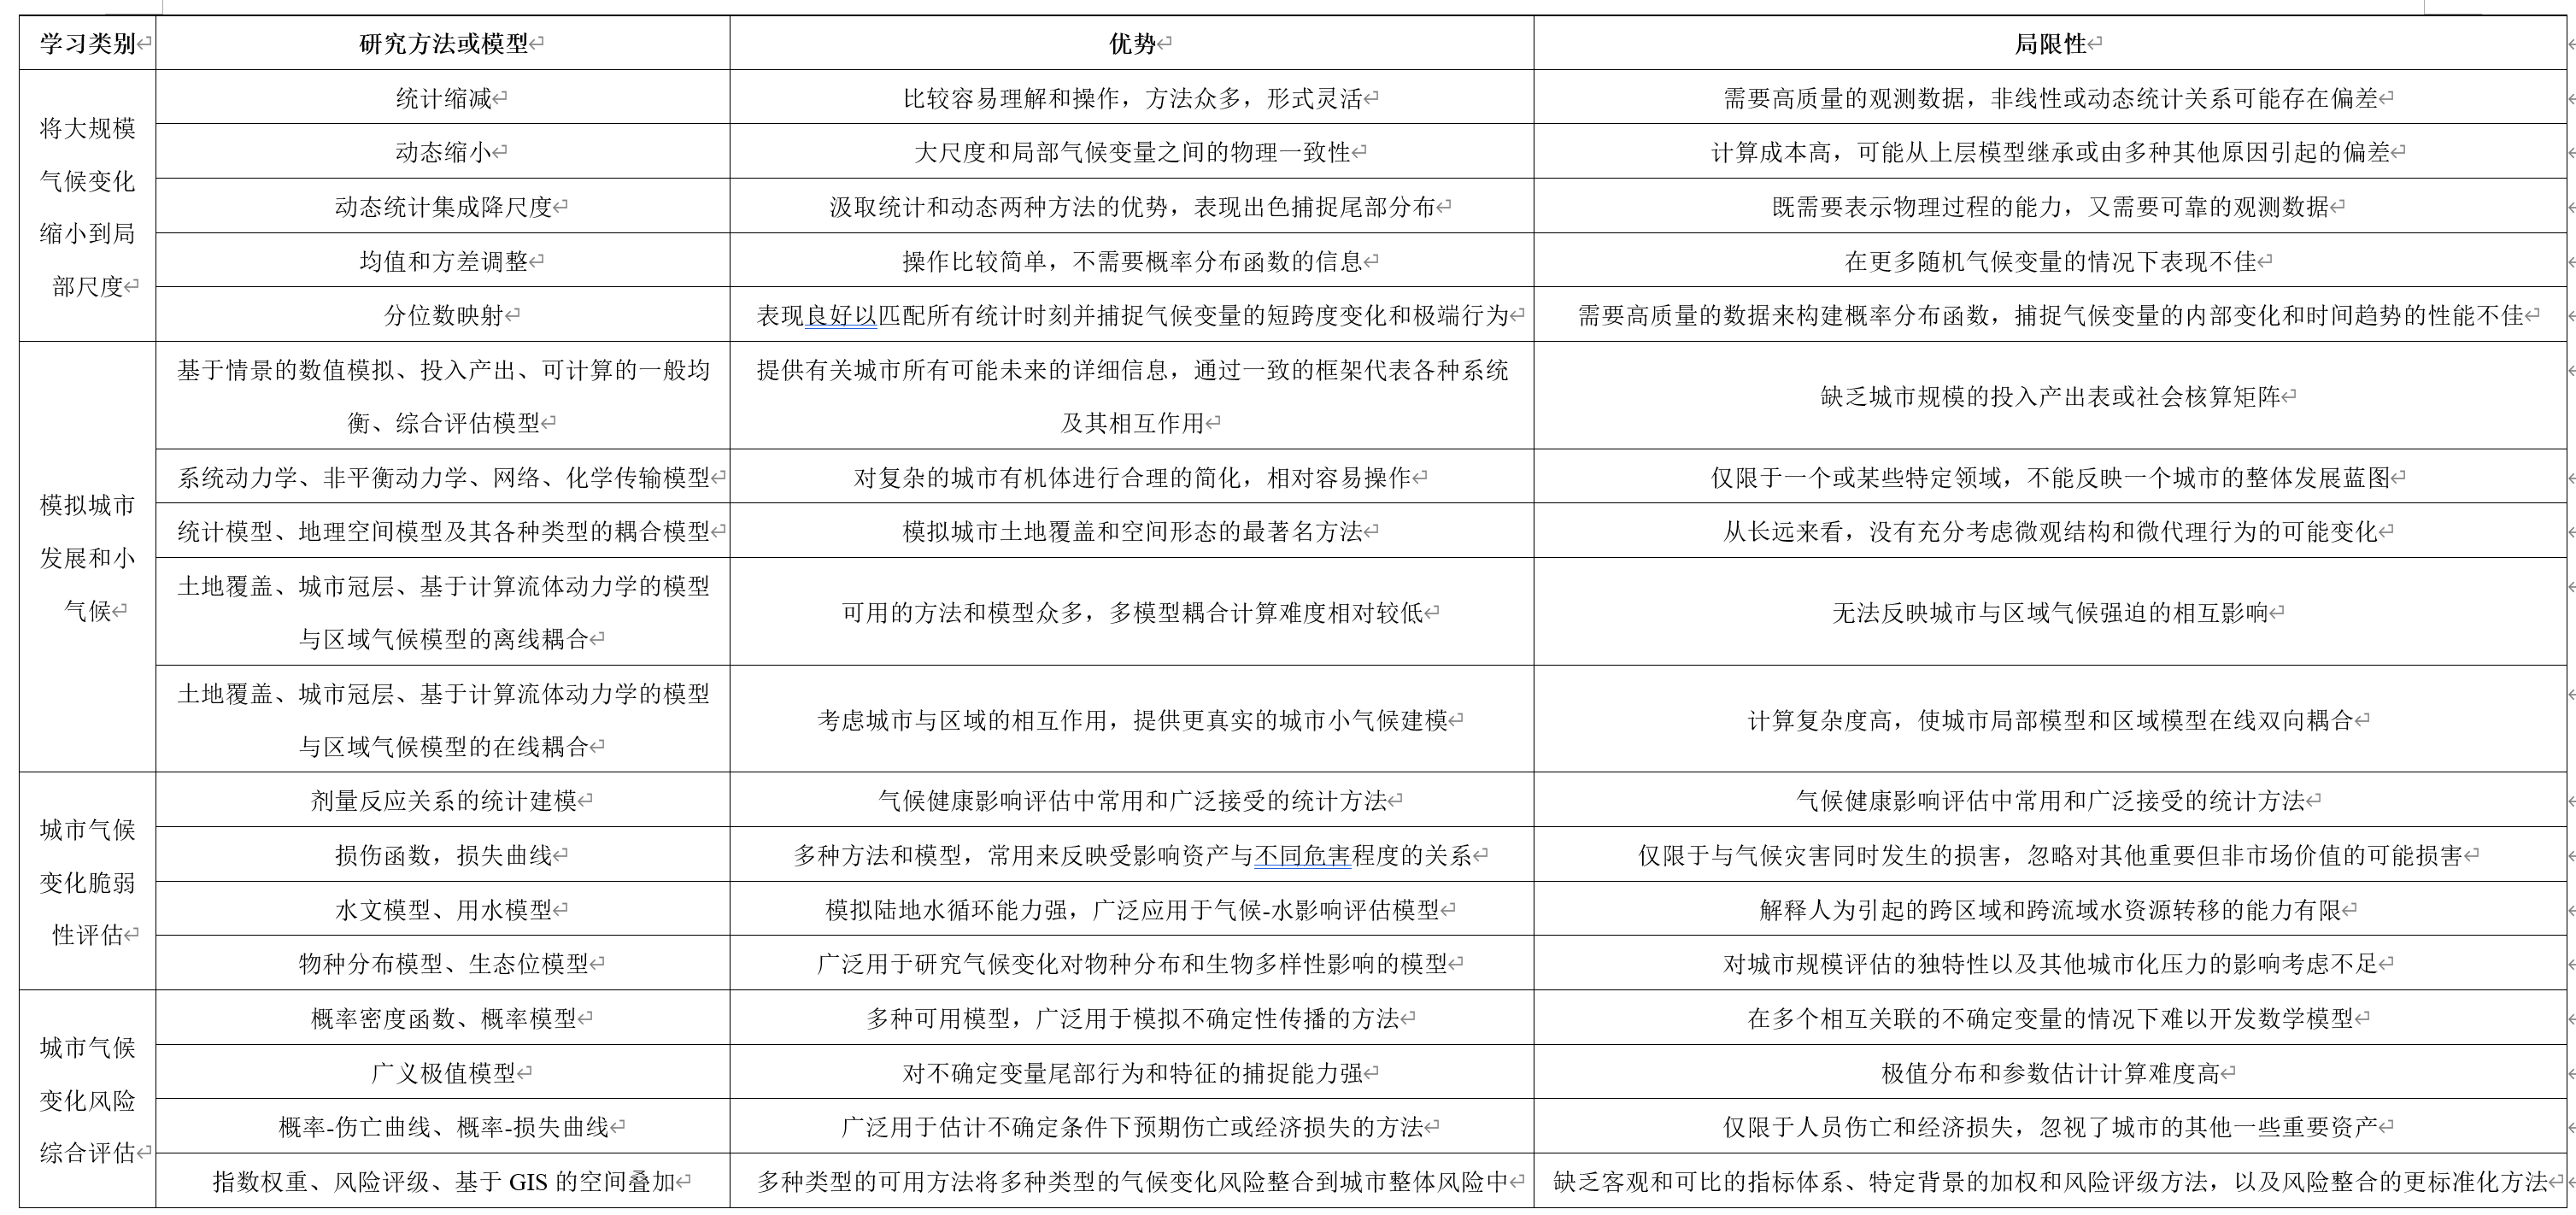 学习类别 研究方法或模型 优势 局限性
将大规模
气候变化
缩小到局
部尺度
统计缩减 比较容易理解和操作，方法众多，形式灵活 需要高质量的观测数据，非线性或动态统计关系可能存在偏差
动态缩小 大尺度和局部气候变量之间的物理一致性 计算成本高，可能从上层模型继承或由多种其他原因引起的偏差
动态统计集成降尺度 汲取统计和动态两种方法的优势，表现出色捕捉尾部分布 既需要表示物理过程的能力，又需要可靠的观测数据
均值和方差调整 操作比较简单，不需要概率分布函数的信息 在更多随机气候变量的情况下表现不佳
分位数映射 表现良好以匹配所有统计时刻并捕捉气候变量的短跨度变化和极端行为 需要高质量的数据来构建概率分布函数，捕捉气候变量的内部变化和时间趋势的性能不佳
模拟城市
发展和小
气候
基于情景的数值模拟、投入产出、可计算的一般均
衡、综合评估模型
提供有关城市所有可能未来的详细信息，通过一致的框架代表各种系统
及其相互作用
缺乏城市规模的投入产出表或社会核算矩阵
系统动力学、非平衡动力学、网络、化学传输模型 对复杂的城市有机体进行合理的简化，相对容易操作 仅限于一个或某些特定领域，不能反映一个城市的整体发展蓝图
统计模型、地理空间模型及其各种类型的耦合模型 模拟城市土地覆盖和空间形态的最著名方法 从长远来看，没有充分考虑微观结构和微代理行为的可能变化
土地覆盖、城市冠层、基于计算流体动力学的模型
与区域气候模型的离线耦合
可用的方法和模型众多，多模型耦合计算难度相对较低
无法反映城市与区域气候强迫的相互影响
土地覆盖、城市冠层、基于计算流体动力学的模型
与区域气候模型的在线耦合
考虑城市与区域的相互作用，提供更真实的城市小气候建模
计算复杂度高，使城市局部模型和区域模型在线双向耦合
城市气候
变化脆弱
性评估
剂量反应关系的统计建模 气候健康影响评估中常用和广泛接受的统计方法 气候健康影响评估中常用和广泛接受的统计方法
损伤函数，损失曲线 多种方法和模型，常用来反映受影响资产与不同危害程度的关系 仅限于与气候灾害同时发生的损害，忽略对其他重要但非市场价值的可能损害
水文模型、用水模型 模拟陆地水循环能力强，广泛应用于气候-水影响评估模型 解释人为引起的跨区域和跨流域水资源转移的能力有限
物种分布模型、生态位模型 广泛用于研究气候变化对物种分布和生物多样性影响的模型 对城市规模评估的独特性以及其他城市化压力的影响考虑不足
城市气候
变化风险
综合评估
概率密度函数、概率模型 多种可用模型，广泛用于模拟不确定性传播的方法 在多个相互关联的不确定变量的情况下难以开发数学模型
广义极值模型 对不确定变量尾部行为和特征的捕捉能力强 极值分布和参数估计计算难度高
概率-伤亡曲线、概率-损失曲线 广泛用于估计不确定条件下预期伤亡或经济损失的方法 仅限于人员伤亡和经济损失，忽视了城市的其他一些重要资产
指数权重、风险评级、基于 GIS 的空间叠加 多种类型的可用方法将多种类型的气候变化风险整合到城市整体风险中 缺乏客观和可比的指标体系、特定背景的加权和风险评级方法，以及风险整合的更标准化方法